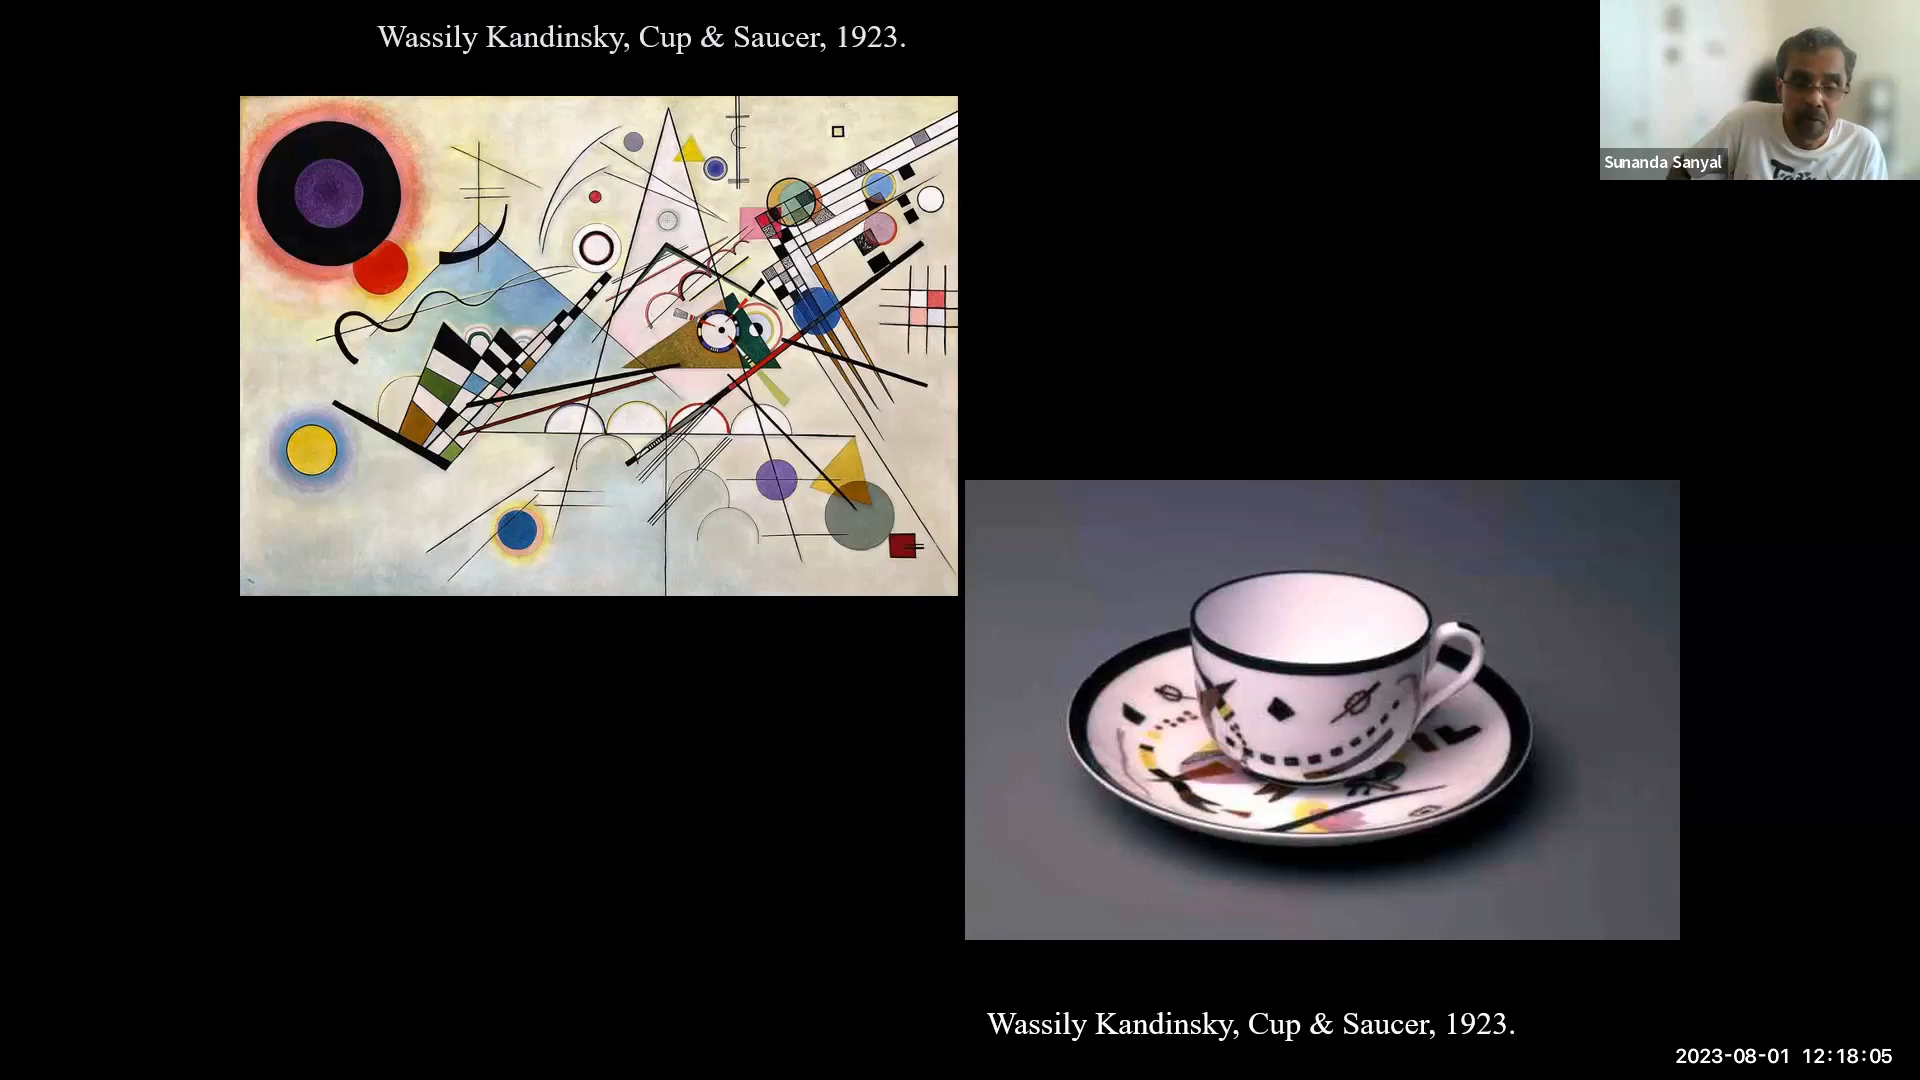 Wassily Kandinsky, Cup & Saucer, 1923.
Sunanda Sanyal
Wassily Kandinsky, Cup & Saucer, 1923.
2023-08-01 12:18:05